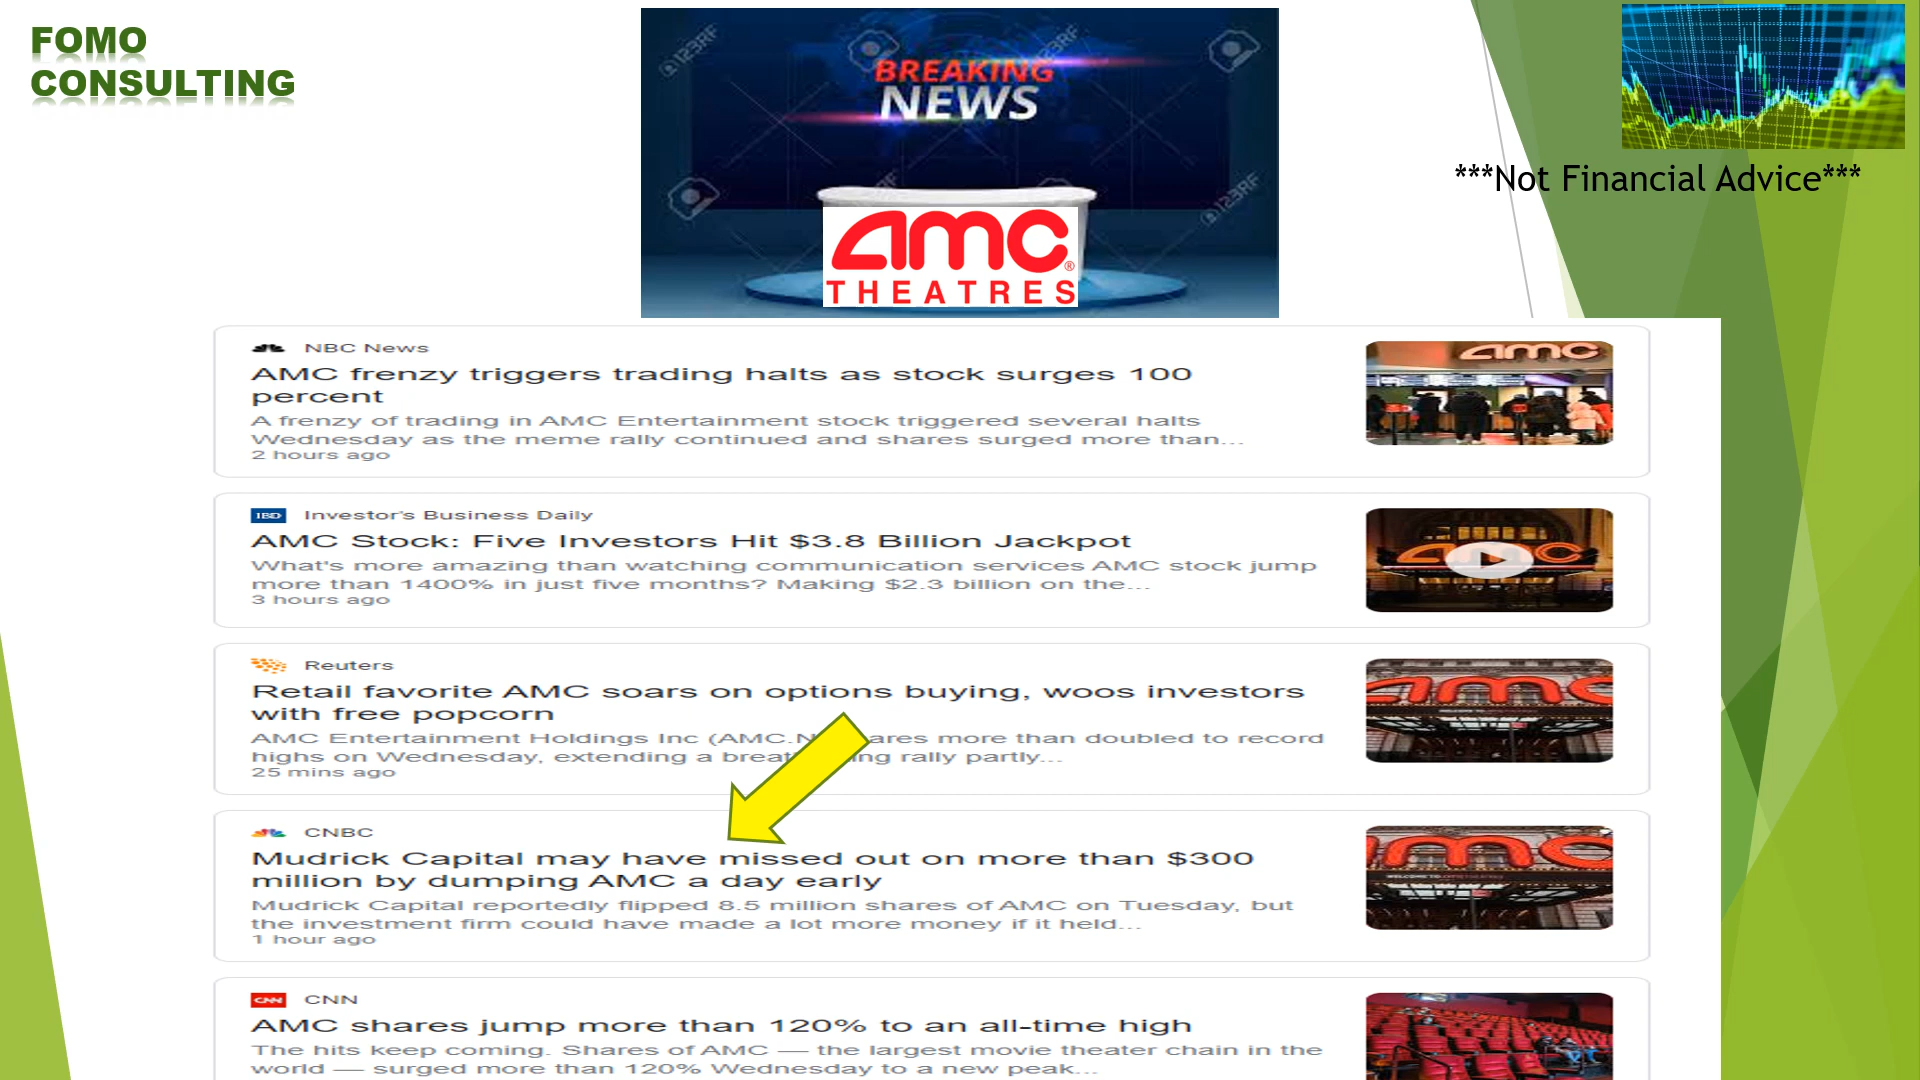 FOMO
CONSULTING
123RF
123RF
BREAKING
NEWS
123RF
123RF
amc
®
THEATRES
***Not Financial Advice***
NBC News
AMC frenzy triggers trading halts as stock surges 100
percent
A frenzy of trading in AMC Entertainment stock triggered several halts
Wednesday as the meme rally continued and shares surged more than...
2 hours ago
amc
IBD Investor's Business Daily
AMC Stock: Five Investors Hit $3.8 Billion Jackpot
What's more amazing than watching communication services AMC stock jump
more than 1400% in just five months? Making $2.3 billion on the...
3 hours ago
Reuters
Retail favorite AMC soars on options buying, woos investors
with free popcorn
AMC Entertainment Holdings Inc (AMC.N ares more than doubled to record
highs on Wednesday, extending a brea ng rally partly...
25 mins ago
amc
CNBC
Mudrick Capital may have missed out on more than $300
million by dumping AMC a day early
Mudrick Capital reportedly flipped 8.5 million shares of AMC on Tuesday, but
the investment firm could have made a lot more money if it held...
1 hour ago
amc
CNN CNN
AMC shares jump more than 120% to an all-time high
The hits keep coming. Shares of AMC — the largest movie theater chain in the
world — surged more than 120% Wednesday to a new peak...